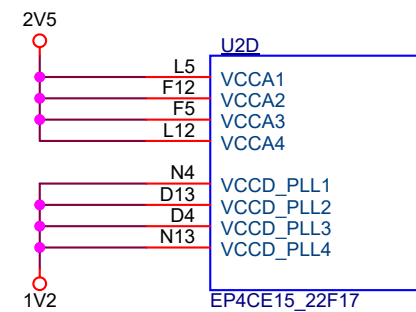 2V5
U2D
L5 VCCA1
F12 VCCA2
F5 VCCA3
L12 VCCA4
N4 VCCD_PLL1
D13 VCCD_PLL2
D4 VCCD_PLL3
N13 VCCD_PLL4
1V2
EP4CE15_22F17